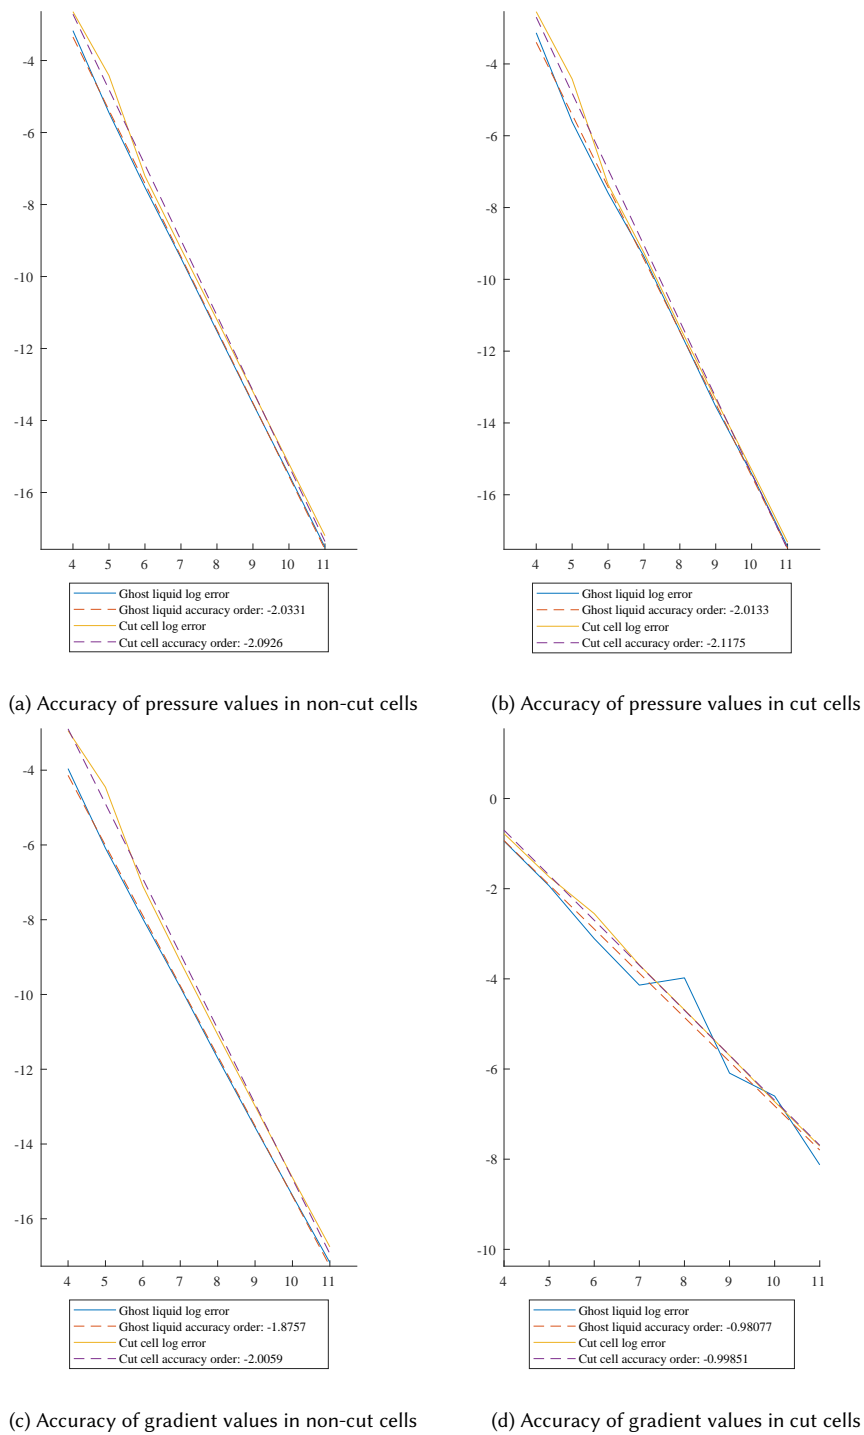 -4
-6
-8
-10
-12
-14
-16
4 5 6 7 8 9 10 11
Ghost liquid log error
Ghost liquid accuracy order: -2.0331
Cut cell log error
Cut cell accuracy order: -2.0926
(a) Accuracy of pressure values in non-cut cells
-4
-6
-8
-10
-12
-14
-16
4 5 6 7 8 9 10 11
Ghost liquid log error
Ghost liquid accuracy order: -2.0133
Cut cell log error
Cut cell accuracy order: -2.1175
(b) Accuracy of pressure values in cut cells
-4
-6
-8
-10
-12
-14
-16
4 5 6 7 8 9 10 11
Ghost liquid log error
Ghost liquid accuracy order: -1.8757
Cut cell log error
Cut cell accuracy order: -2.0059
(c) Accuracy of gradient values in non-cut cells
0
-2
-4
-6
-8
-10
4 5 6 7 8 9 10 11
Ghost liquid log error
Ghost liquid accuracy order: -0.98077
Cut cell log error
Cut cell accuracy order: -0.99851
(d) Accuracy of gradient values in cut cells